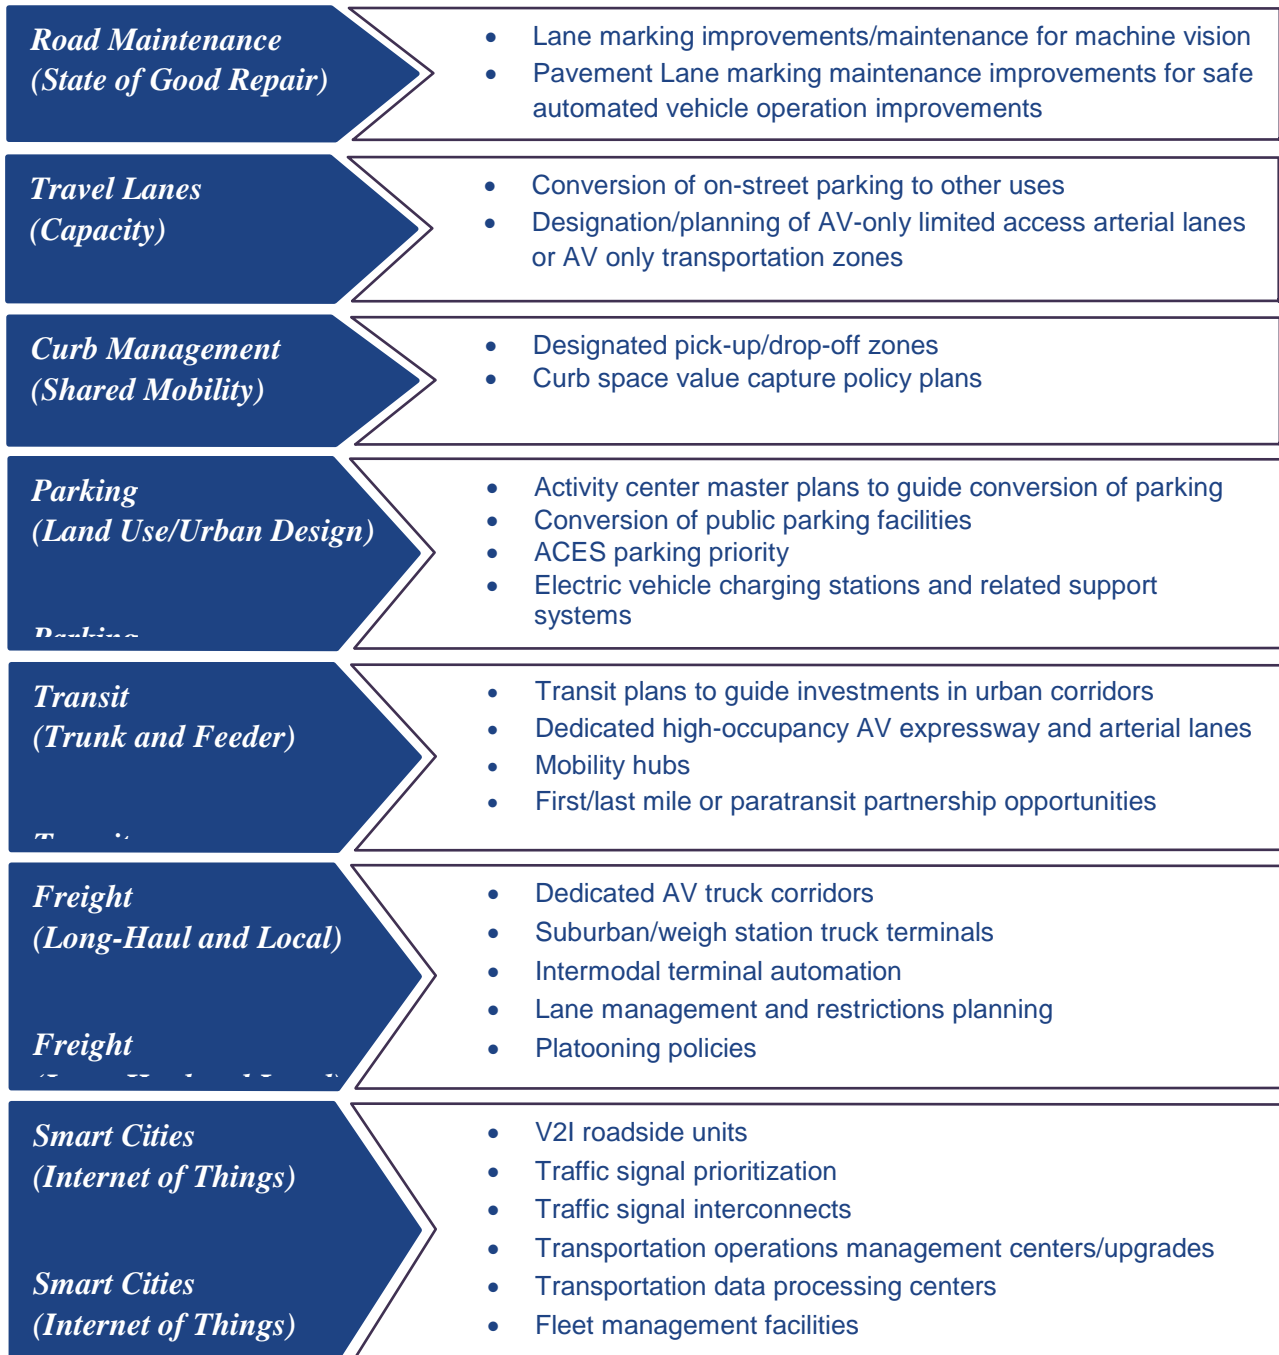 Road Maintenance
(State of Good Repair)
• Lane marking improvements/maintenance for machine vision
• Pavement Lane marking maintenance improvements for safe
automated vehicle operation improvements
Travel Lanes
(Capacity)
• Conversion of on-street parking to other uses
• Designation/planning of AV-only limited access arterial lanes
or AV only transportation zones
Curb Management
(Shared Mobility)
• Designated pick-up/drop-off zones
• Curb space value capture policy plans
Parking
(Land Use/Urban Design)
Parking
• Activity center master plans to guide conversion of parking
• Conversion of public parking facilities
• ACES parking priority
• Electric vehicle charging stations and related support
systems
Transit
(Trunk and Feeder)
Transit
• Transit plans to guide investments in urban corridors
• Dedicated high-occupancy AV expressway and arterial lanes
• Mobility hubs
• First/last mile or paratransit partnership opportunities
Freight
(Long-Haul and Local)
Freight
(Long-Haul and Local)
• Dedicated AV truck corridors
• Suburban/weigh station truck terminals
• Intermodal terminal automation
• Lane management and restrictions planning
• Platooning policies
Smart Cities
(Internet of Things)
Smart Cities
(Internet of Things)
• V2I roadside units
• Traffic signal prioritization
• Traffic signal interconnects
• Transportation operations management centers/upgrades
• Transportation data processing centers
• Fleet management facilities